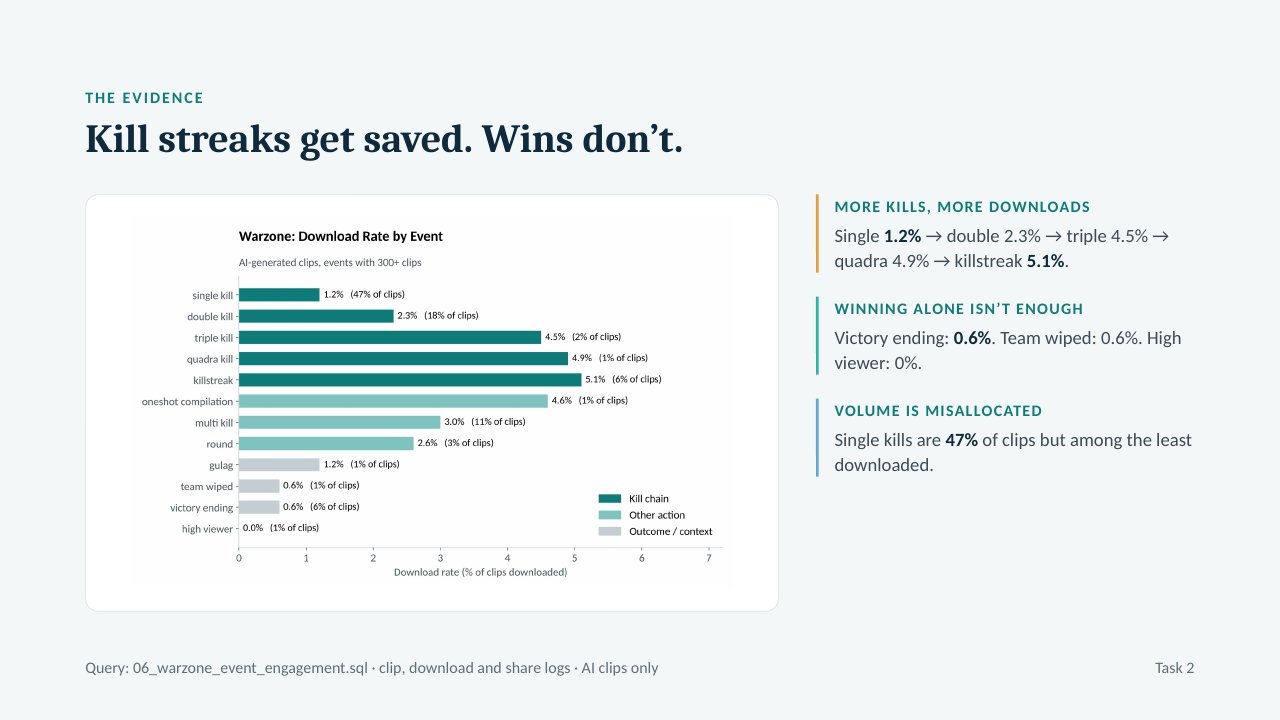 THE EVIDENCE
Kill streaks get saved. Wins don’t.
Warzone: Download Rate by Event
AI-generated clips, events with 300+ clips
single kill 1.2% (47% of clips)
double kill 2.3% (18% of clips)
triple kill 4.5% (2% of clips)
quadra kill 4.9% (1% of clips)
killstreak 5.1% (6% of clips)
oneshot compilation 4.6% (1% of clips)
multi kill 3.0% (11% of clips)
round 2.6% (3% of clips)
gulag 1.2% (1% of clips)
team wiped 0.6% (1% of clips)
victory ending 0.6% (6% of clips)
high viewer 0.0% (1% of clips)
Kill chain
Other action
Outcome / context
0 1 2 3 4 5 6 7
Download rate (% of clips downloaded)
MORE KILLS, MORE DOWNLOADS
Single 1.2% → double 2.3% → triple 4.5% →
quadra 4.9% → killstreak 5.1%.
WINNING ALONE ISN’T ENOUGH
Victory ending: 0.6%. Team wiped: 0.6%. High
viewer: 0%.
VOLUME IS MISALLOCATED
Single kills are 47% of clips but among the least
downloaded.
Query: 06_warzone_event_engagement.sql · clip, download and share logs · AI clips only
Task 2